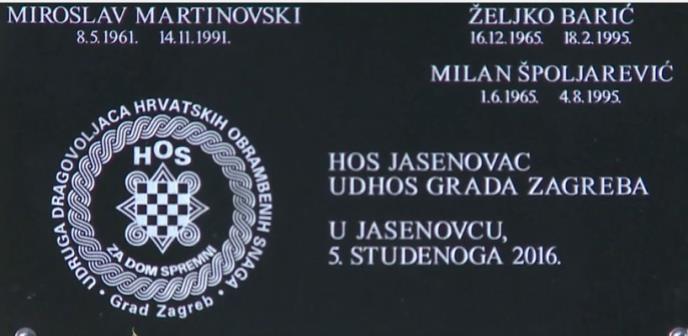 MIROSLAV MARTINOVSKI
8.5.1961. 14.11.1991.
ŽELJKO BARIĆ
16.12.1965. 18.2.1995.
MILAN ŠPOLJAREVIĆ
1.6.1965. 4.8.1995.
UDRUGA DRAGOVOLJACA HRVATSKIH OBRAMBENIH SNAGA
HOS
ZA DOM SPREMNI
• Grad Zagreb •
HOS JASENOVAC
UDHOS GRADA ZAGREBA
U JASENOVCU,
5. STUDENOGA 2016.